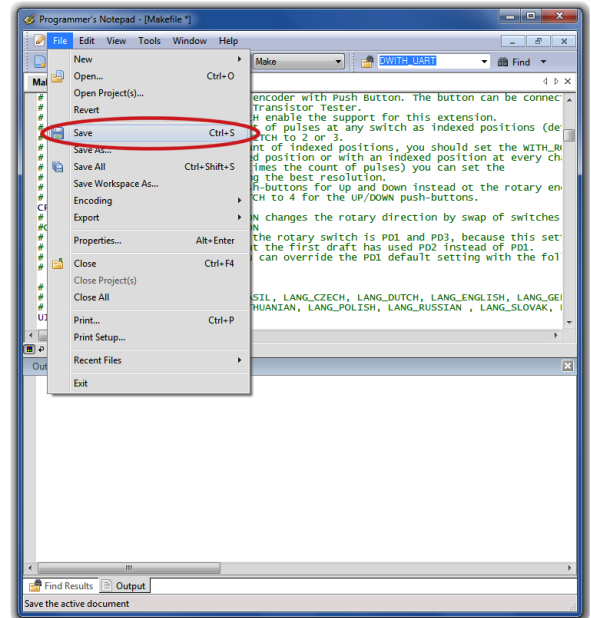 Programmer's Notepad - [Makefile *]
File Edit View Tools Window Help
Make DWITH_UART Find
New
Open... Ctrl+O
Open Project(s)...
Revert
Save Ctrl+S
Save As...
Save All Ctrl+Shift+S
Save Workspace As...
Encoding
Export
Properties... Alt+Enter
Close Ctrl+F4
Close Project(s)
Close All
Print... Ctrl+P
Print Setup...
Recent Files
Exit
encoder with Push Button. The button can be connec
Transistor Tester.
H enable the support for this extension.
of pulses at any switch as indexed positions (de
ITCH to 2 or 3.
nt of indexed positions, you should set the WITH_R
d position or with an indexed position at every ch
imes the count of pulses) you can set the
g the best resolution.
h-buttons for Up and Down instead ot the rotary en
CH to 4 for the UP/DOWN push-buttons.
ON changes the rotary direction by swap of switches
ON
the rotary switch is PD1 and PD3, because this set
t the first draft has used PD2 instead of PD1.
can override the PD1 default setting with the fol
ASIL, LANG_CZECH, LANG_DUTCH, LANG_ENGLISH, LANG_GE
HUANIAN, LANG_POLISH, LANG_RUSSIAN , LANG_SLOVAK,
Out
Find Results Output
Save the active document